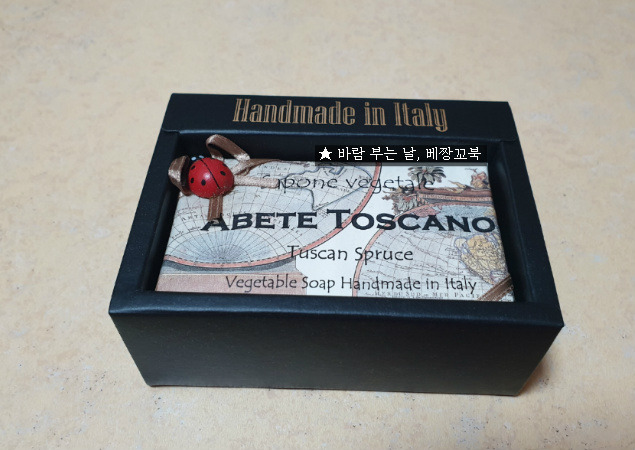 Handmade in Italy
★ 바람 부는 날, 베짱꼬북
vegetale
ABETE TOSCANO
Tuscan Spruce
Vegetable Soap Handmade in Italy